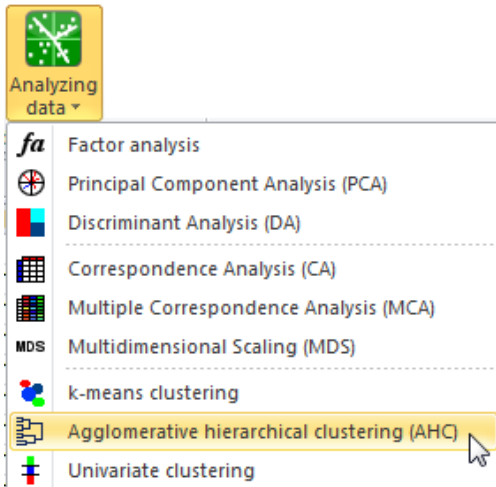 Analyzing
data
fa Factor analysis
Principal Component Analysis (PCA)
Discriminant Analysis (DA)
Correspondence Analysis (CA)
Multiple Correspondence Analysis (MCA)
MDS Multidimensional Scaling (MDS)
k-means clustering
Agglomerative hierarchical clustering (AHC)
Univariate clustering